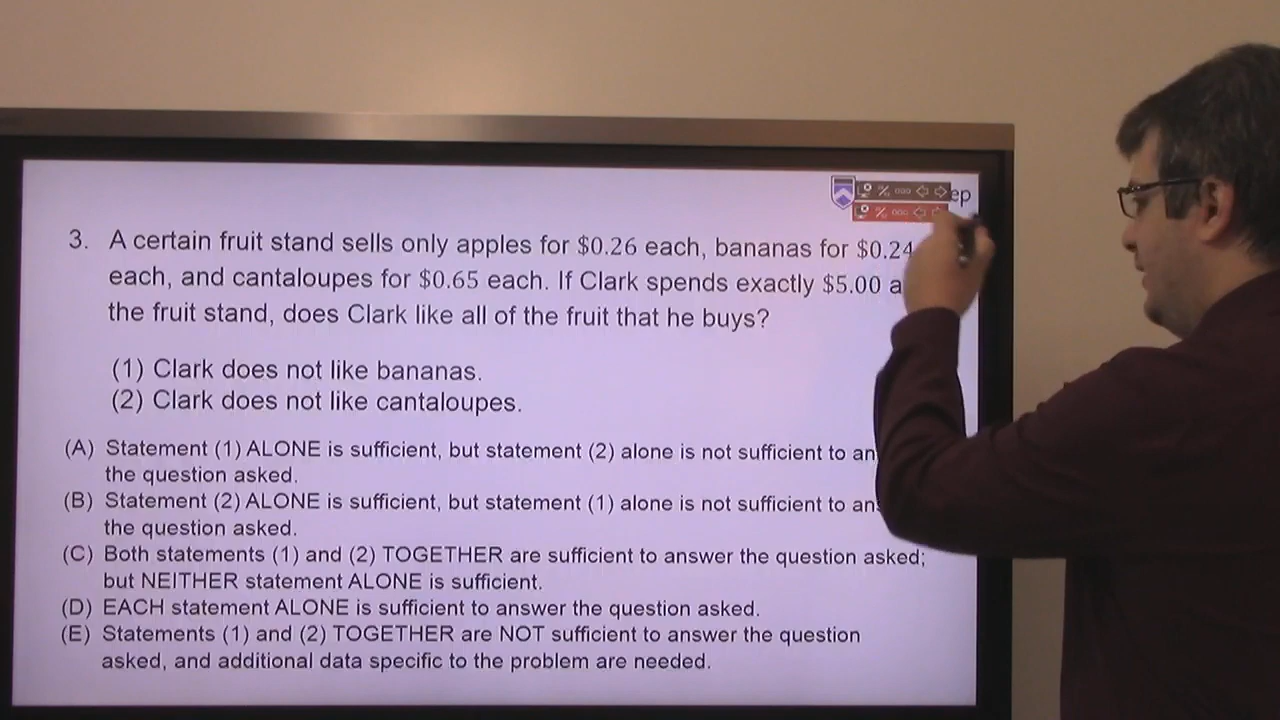 ep
3. A certain fruit stand sells only apples for $0.26 each, bananas for $0.24
each, and cantaloupes for $0.65 each. If Clark spends exactly $5.00 a
the fruit stand, does Clark like all of the fruit that he buys?
(1) Clark does not like bananas.
(2) Clark does not like cantaloupes.
(A) Statement (1) ALONE is sufficient, but statement (2) alone is not sufficient to an
the question asked.
(B) Statement (2) ALONE is sufficient, but statement (1) alone is not sufficient to ans
the question asked.
(C) Both statements (1) and (2) TOGETHER are sufficient to answer the question asked;
but NEITHER statement ALONE is sufficient.
(D) EACH statement ALONE is sufficient to answer the question asked.
(E) Statements (1) and (2) TOGETHER are NOT sufficient to answer the question
asked, and additional data specific to the problem are needed.